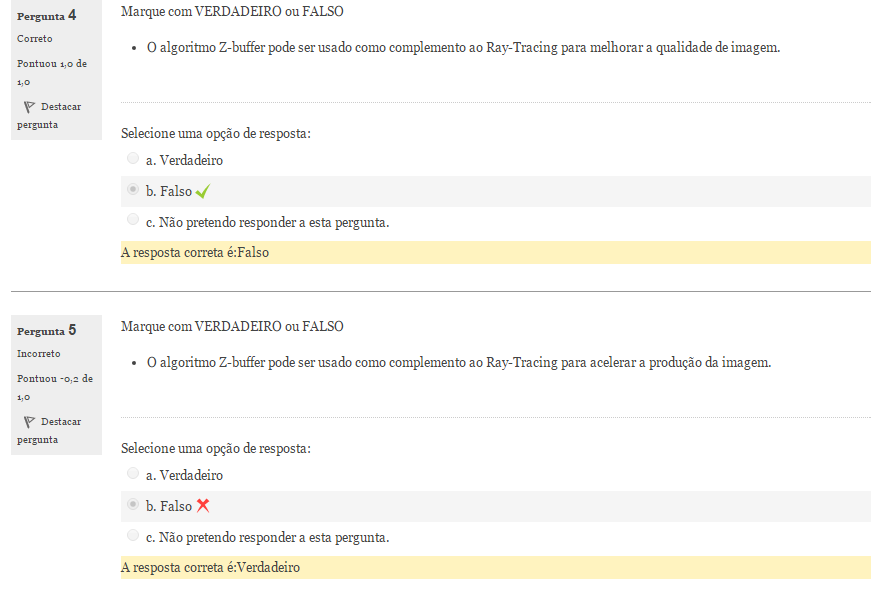 Pergunta 4
Correto
Pontuou 1,0 de
1,0
Destacar
pergunta
Marque com VERDADEIRO ou FALSO
• O algoritmo Z-buffer pode ser usado como complemento ao Ray-Tracing para melhorar a qualidade de imagem.
Selecione uma opção de resposta:
a. Verdadeiro
b. Falso
c. Não pretendo responder a esta pergunta.
A resposta correta é:Falso
Pergunta 5
Incorreto
Pontuou -0,2 de
1,0
Destacar
pergunta
Marque com VERDADEIRO ou FALSO
• O algoritmo Z-buffer pode ser usado como complemento ao Ray-Tracing para acelerar a produção da imagem.
Selecione uma opção de resposta:
a. Verdadeiro
b. Falso
c. Não pretendo responder a esta pergunta.
A resposta correta é:Verdadeiro